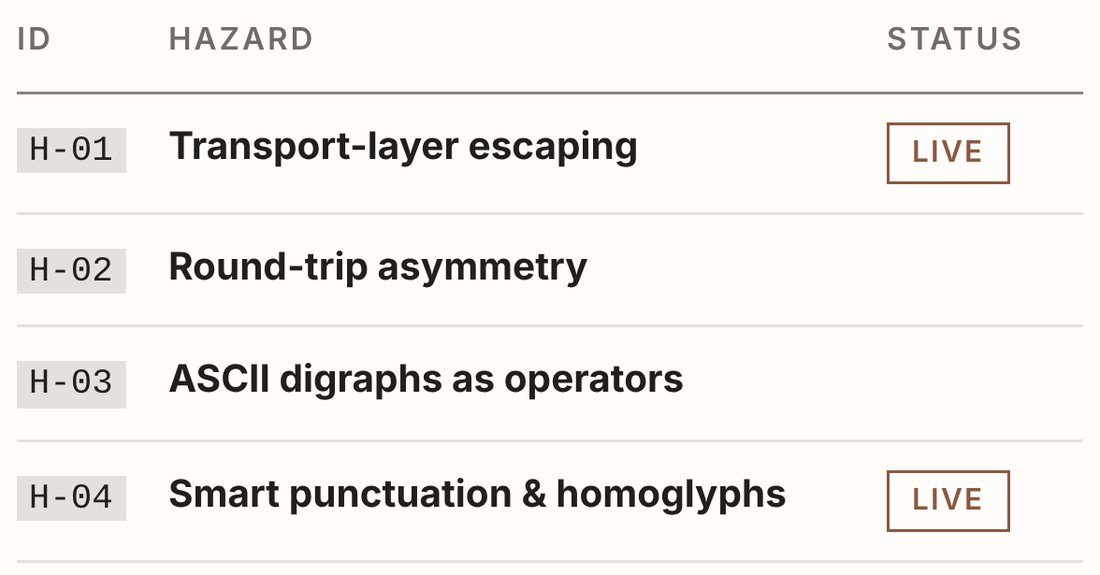 ID HAZARD STATUS
H-01 Transport-layer escaping LIVE
H-02 Round-trip asymmetry
H-03 ASCII digraphs as operators
H-04 Smart punctuation & homoglyphs LIVE